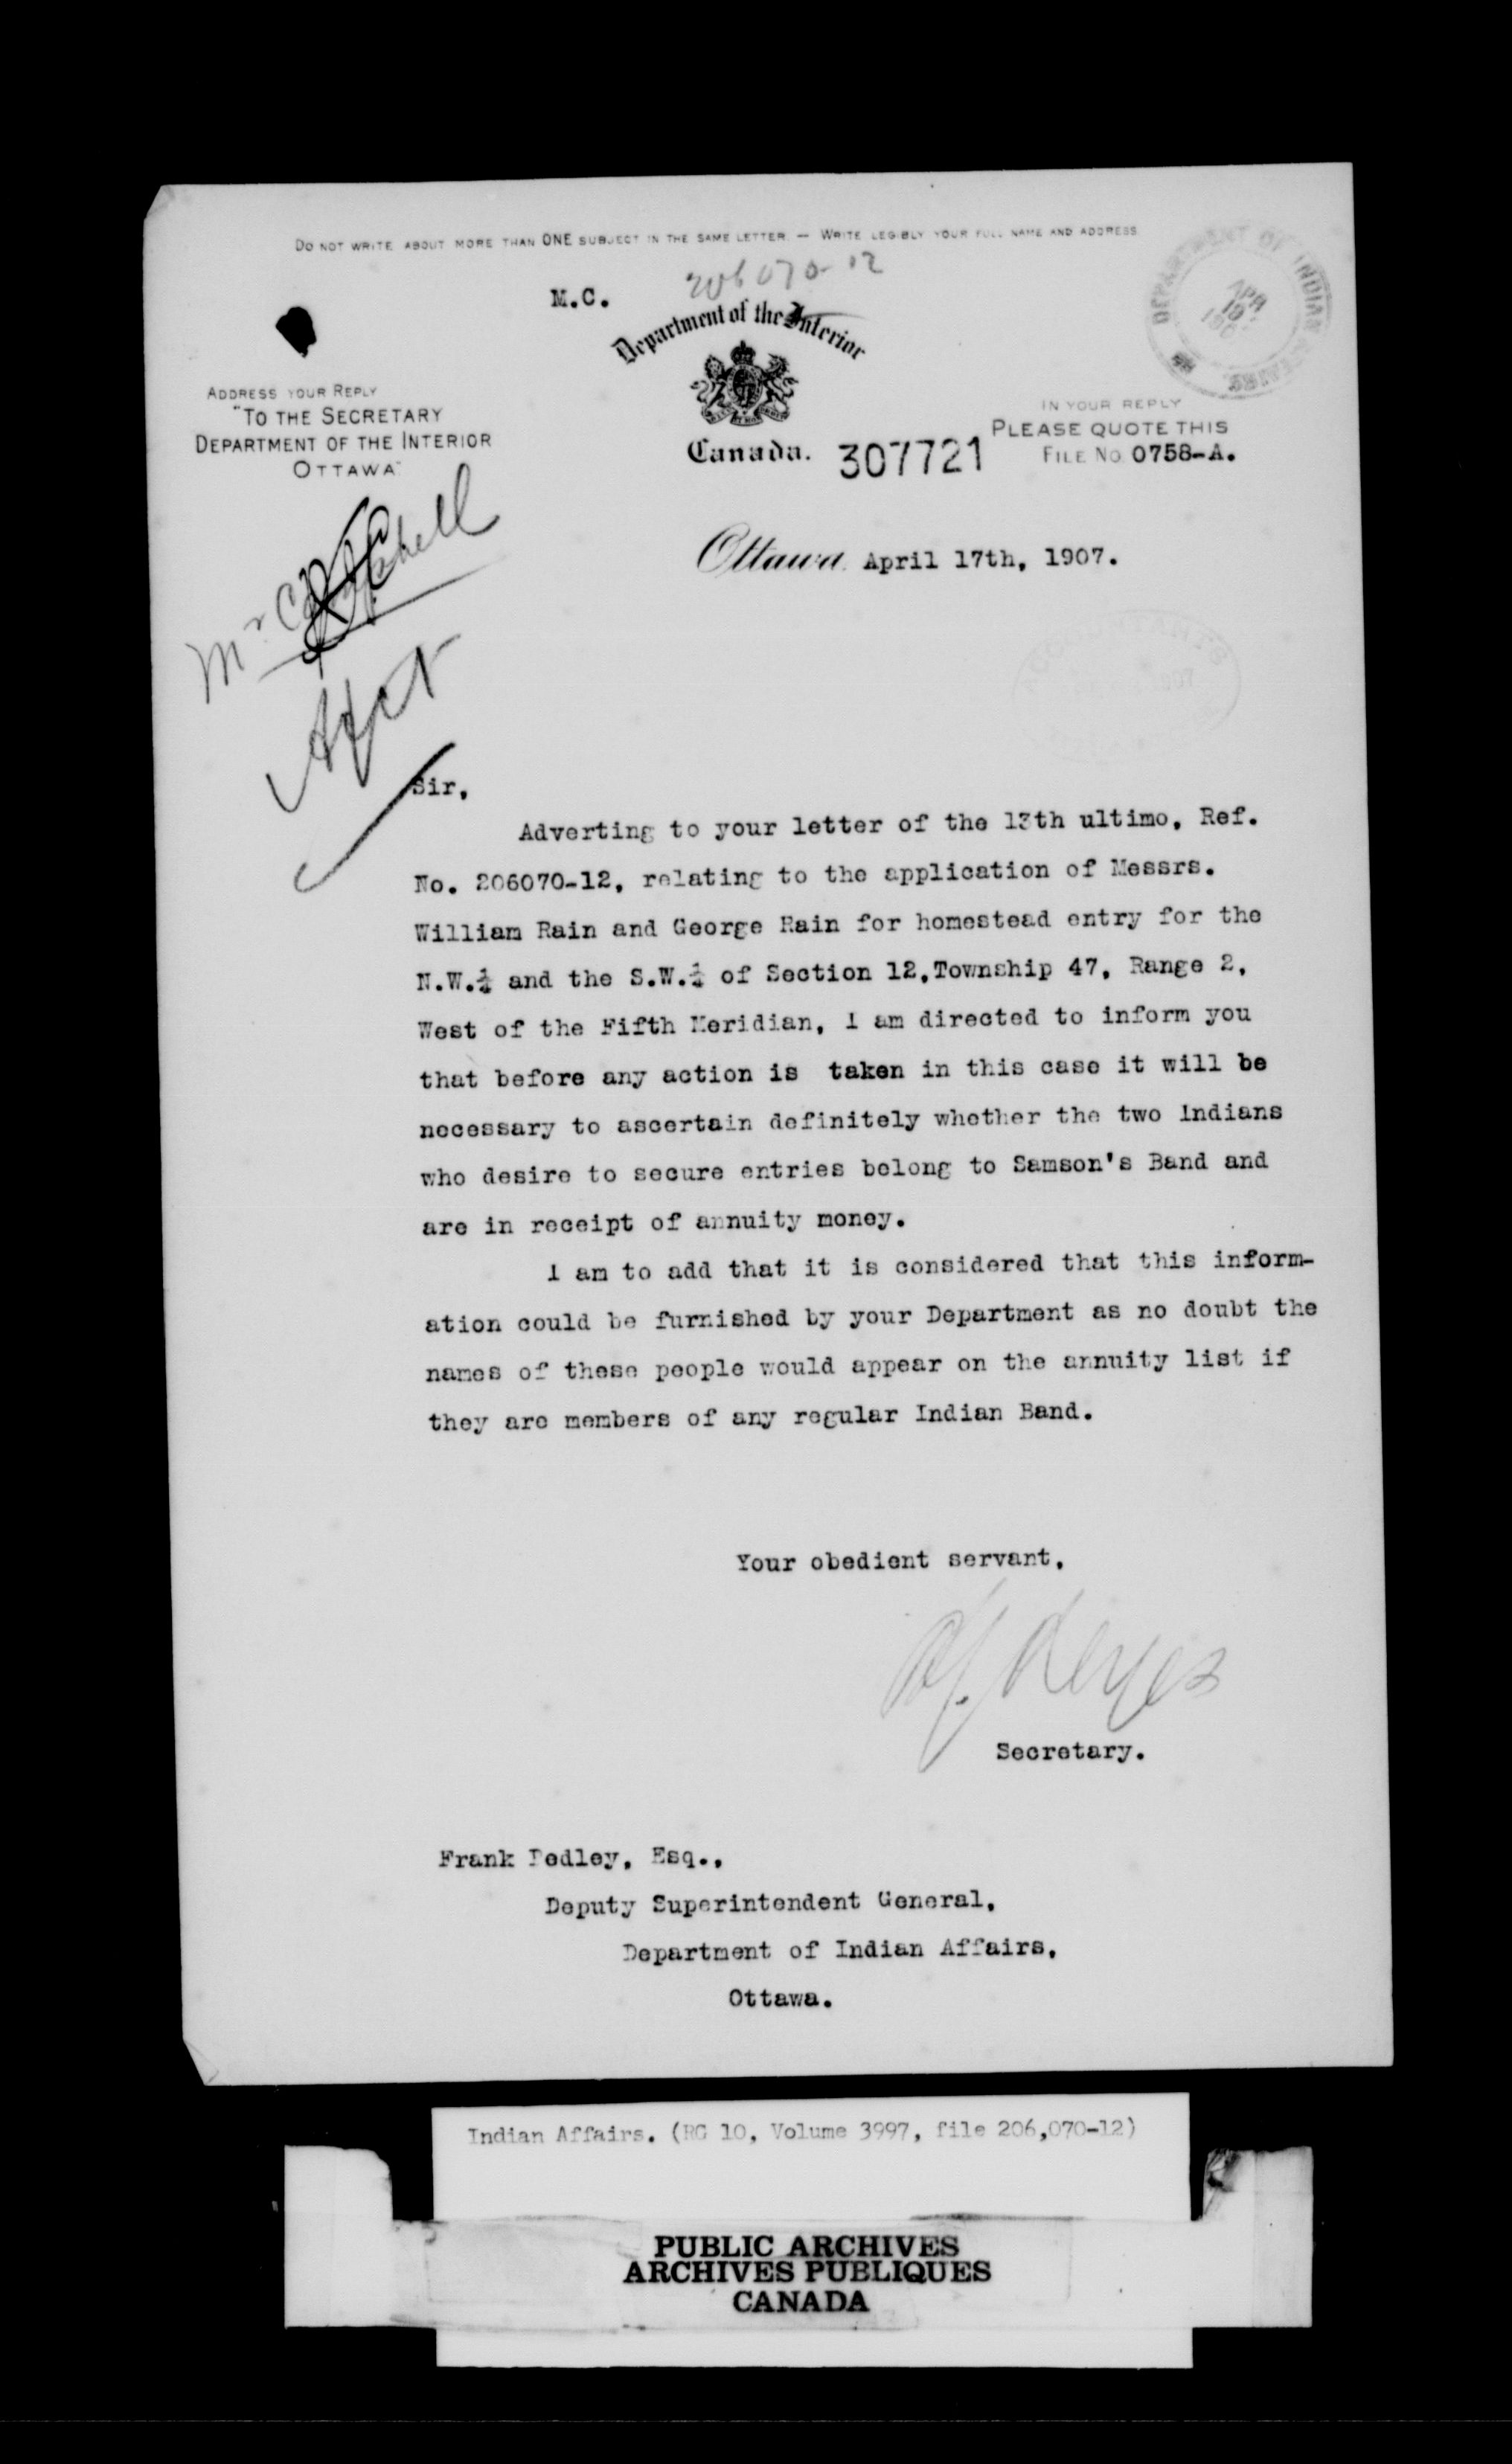 DO NOT WRITE ABOUT MORE THAN ONE SUBJECT IN THE SAME LETTER. — WRITE LEGIBLY YOUR FULL NAME AND ADDRESS
206070-12
M.C.
Department of the Interior
DEPARTMENT OF INDIAN AFFAIRS
APR
ADDRESS YOUR REPLY
"TO THE SECRETARY
DEPARTMENT OF THE INTERIOR
OTTAWA"
IN YOUR REPLY
PLEASE QUOTE THIS
FILE NO. 0758-A.
Canada.
307721
Ottawa, April 17th, 1907.
Mr
Sir,
Adverting to your letter of the 13th ultimo, Ref.
No. 206070-12, relating to the application of Messrs.
William Rain and George Rain for homestead entry for the
N.W.¼ and the S.W.¼ of Section 12,Township 47, Range 2,
West of the Fifth Meridian, I am directed to inform you
that before any action is taken in this case it will be
necessary to ascertain definitely whether the two Indians
who desire to secure entries belong to Samson's Band and
are in receipt of annuity money.
I am to add that it is considered that this inform-
ation could be furnished by your Department as no doubt the
names of these people would appear on the annuity list if
they are members of any regular Indian Band.
Your obedient servant,
Keyes
Secretary.
Frank Pedley, Esq.,
Deputy Superintendent General,
Department of Indian Affairs,
Ottawa.
Indian Affairs. (RG 10, Volume 3997, file 206,070-12)
PUBLIC ARCHIVES
ARCHIVES PUBLIQUES
CANADA